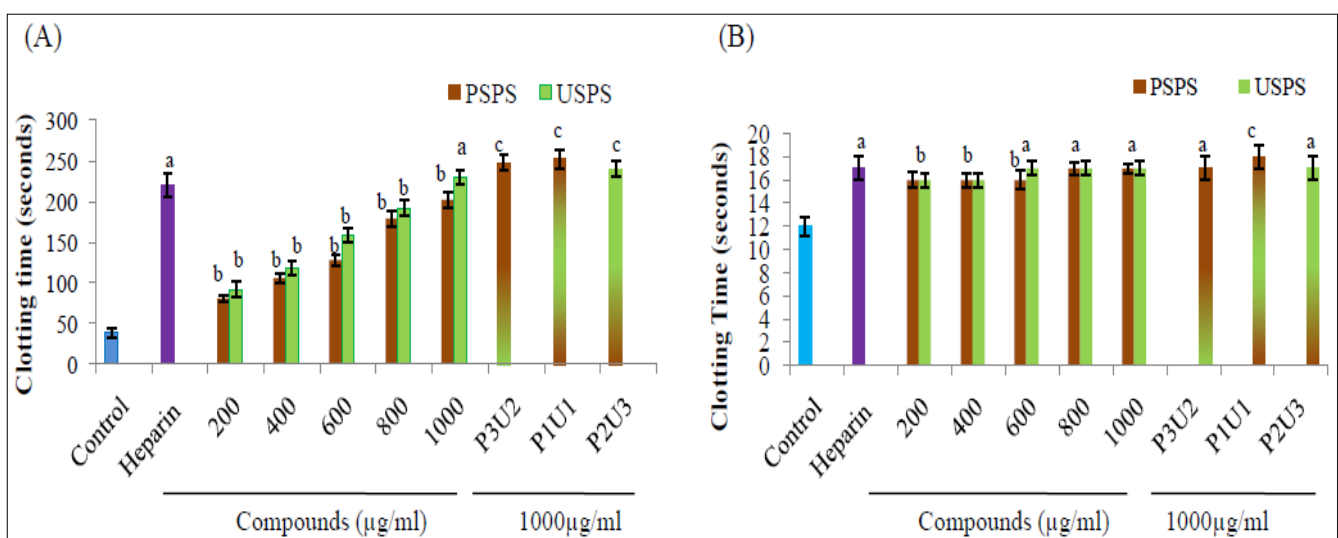 (A)
PSPS USPS
Clotting time (seconds)
300
250
200
150
100
50
0
a
b b
b b
b b
b b
b a
c
c
c
Control
Heparin
200
400
600
800
1000
P3U2
P1U1
P2U3
Compounds (µg/ml)
1000µg/ml
(B)
PSPS USPS
Clotting Time (seconds)
20
18
16
14
12
10
8
6
4
2
0
a
b
b
b a
a
a
a
c
a
Control
Heparin
200
400
600
800
1000
P3U2
P1U1
P2U3
Compounds (µg/ml)
1000µg/ml